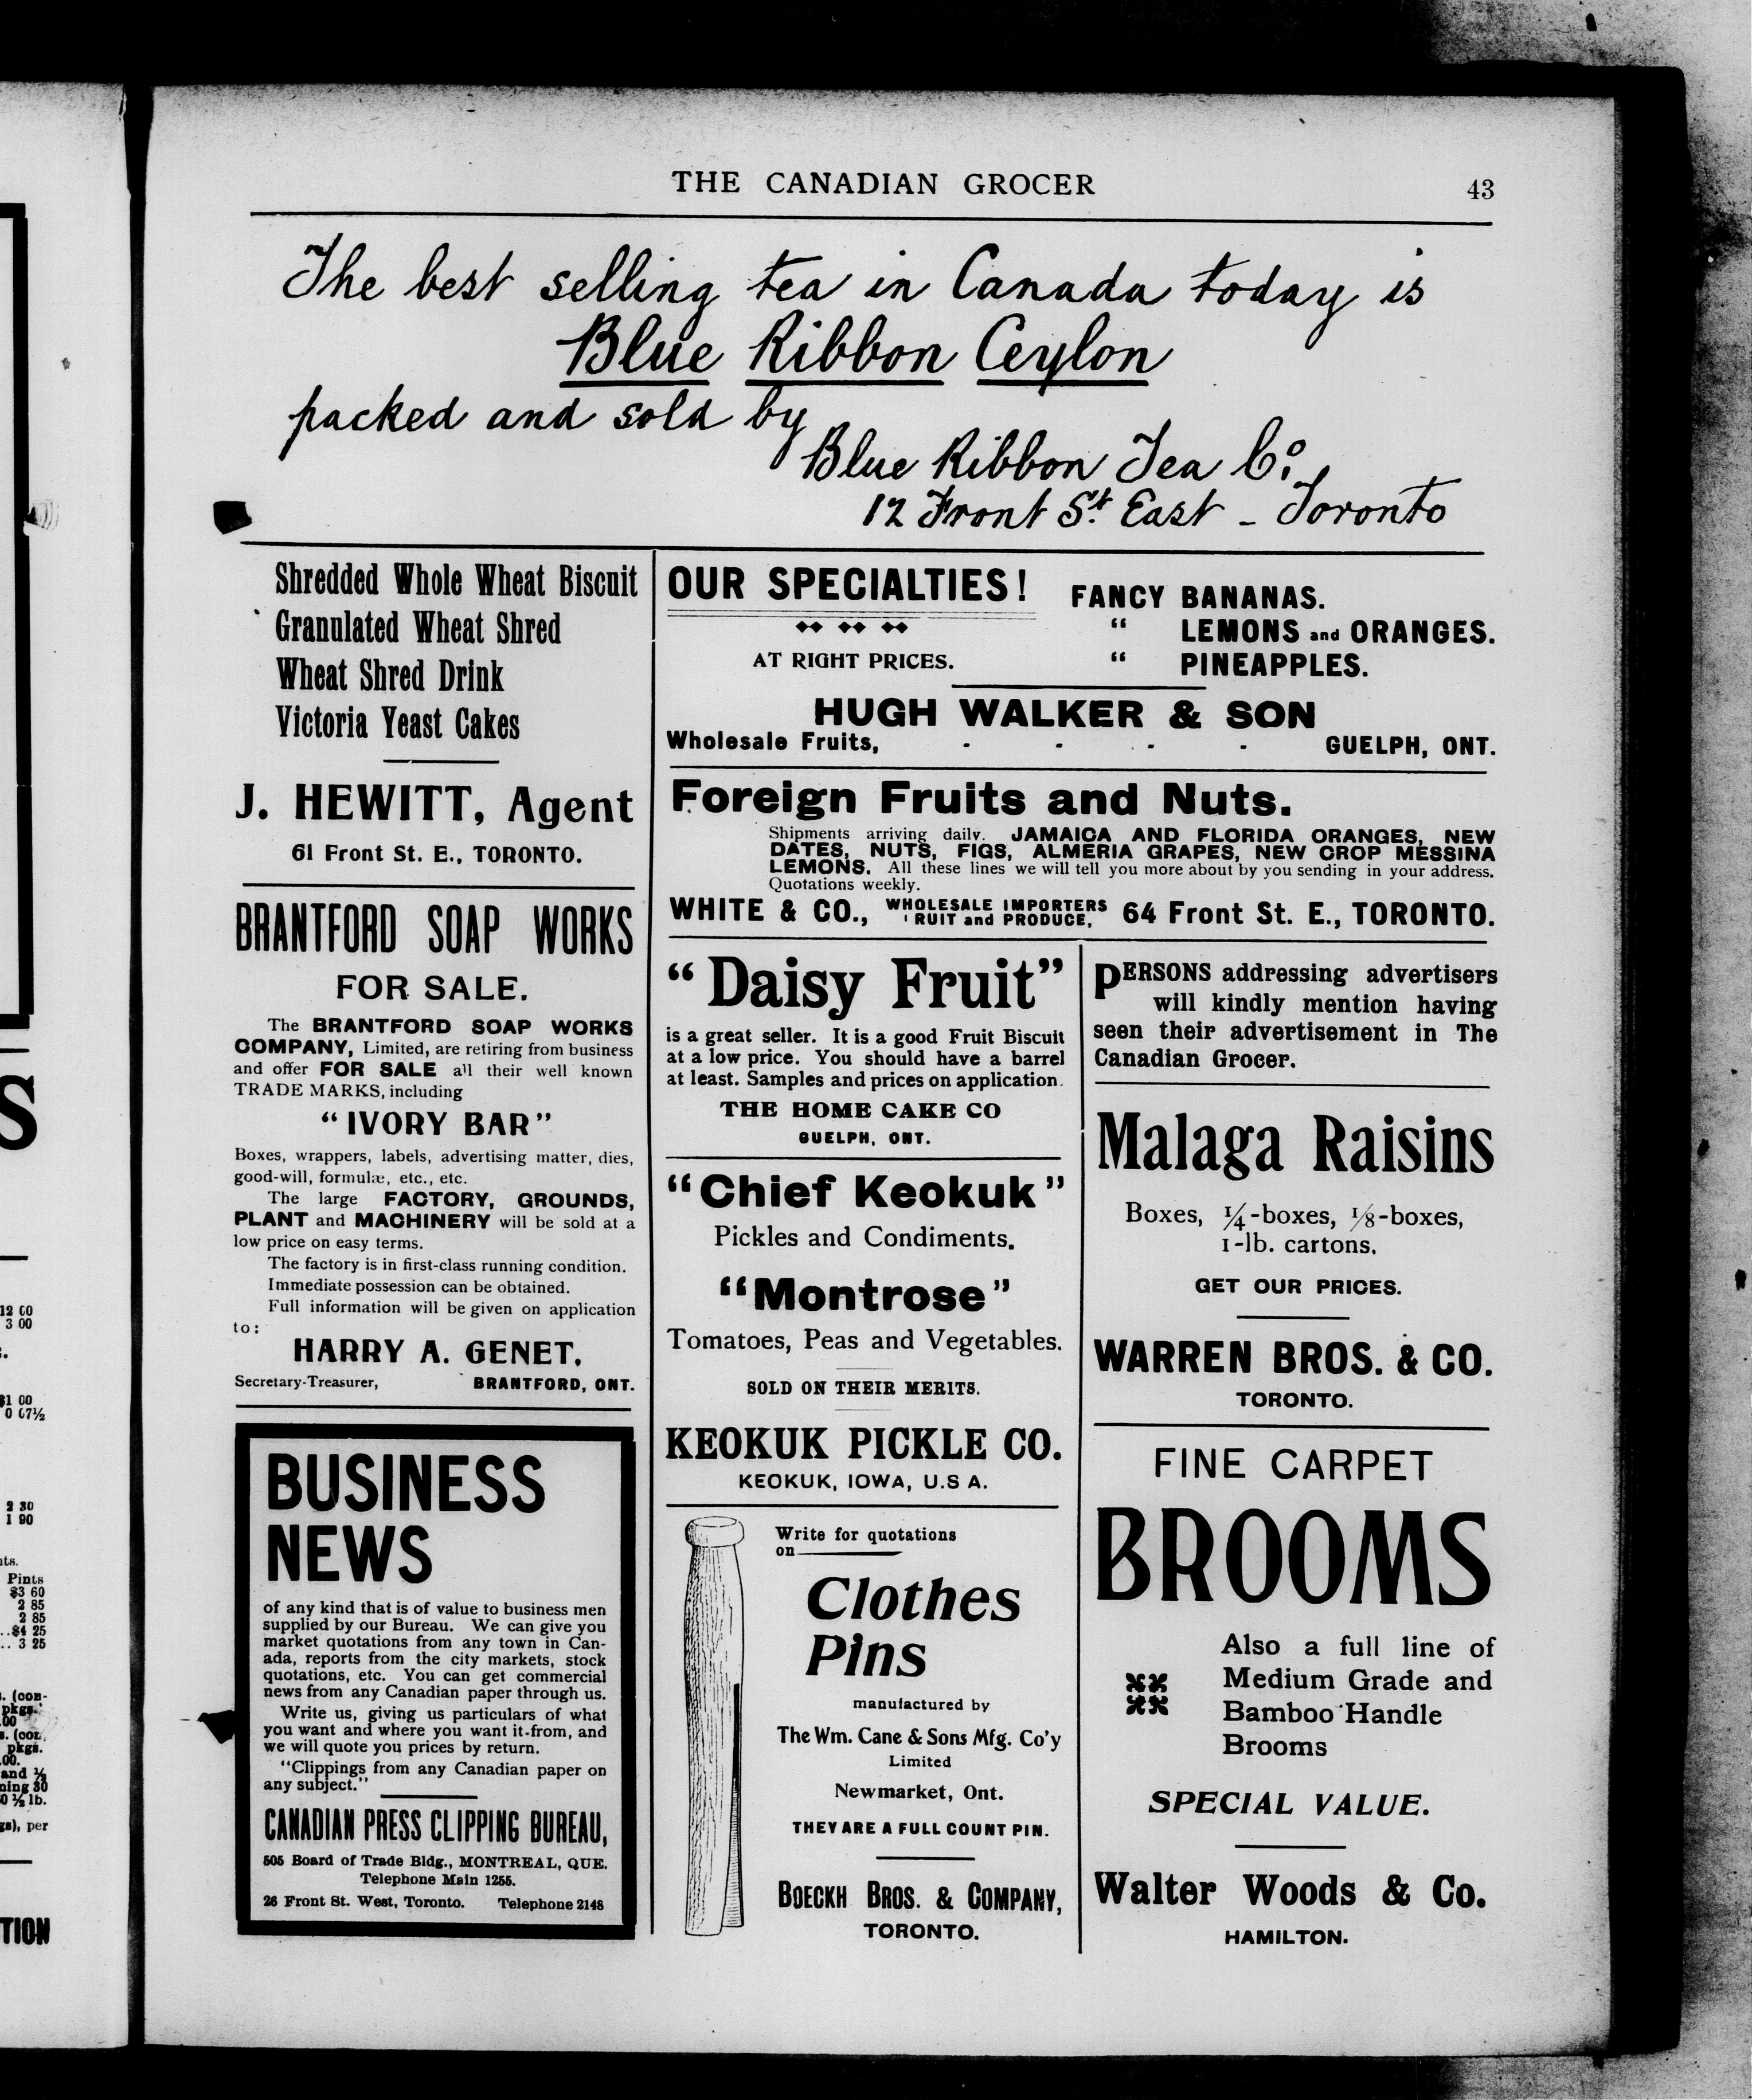 THE CANADIAN GROCER
43
The best selling tea in Canada today is
Blue Ribbon Ceylon
packed and sold by
Blue Ribbon Tea Co.,
12 Front St. East - Toronto
Shredded Whole Wheat Biscuit
Granulated Wheat Shred
Wheat Shred Drink
Victoria Yeast Cakes
J. HEWITT, Agent
61 Front St. E., TORONTO.
BRANTFORD SOAP WORKS
FOR SALE.
The BRANTFORD SOAP WORKS
COMPANY, Limited, are retiring from business
and offer FOR SALE all their well known
TRADE MARKS, including
"IVORY BAR"
Boxes, wrappers, labels, advertising matter, dies,
good-will, formulæ, etc., etc.
The large FACTORY, GROUNDS,
PLANT and MACHINERY will be sold at a
low price on easy terms.
The factory is in first-class running condition.
Immediate possession can be obtained.
Full information will be given on application
to:
HARRY A. GENET,
Secretary-Treasurer, BRANTFORD, ONT.
BUSINESS
NEWS
of any kind that is of value to business men
supplied by our Bureau. We can give you
market quotations from any town in Can-
ada, reports from the city markets, stock
quotations, etc. You can get commercial
news from any Canadian paper through us.
Write us, giving us particulars of what
you want and where you want it from, and
we will quote you prices by return.
"Clippings from any Canadian paper on
any subject."
CANADIAN PRESS CLIPPING BUREAU,
505 Board of Trade Bldg., MONTREAL, QUE.
Telephone Main 1255.
26 Front St. West, Toronto. Telephone 2148
OUR SPECIALTIES!
AT RIGHT PRICES.
FANCY BANANAS.
" LEMONS and ORANGES.
" PINEAPPLES.
HUGH WALKER & SON
Wholesale Fruits, - - - - GUELPH, ONT.
Foreign Fruits and Nuts.
Shipments arriving daily. JAMAICA AND FLORIDA ORANGES, NEW
DATES, NUTS, FIGS, ALMERIA GRAPES, NEW CROP MESSINA
LEMONS. All these lines we will tell you more about by you sending in your address.
Quotations weekly.
WHITE & CO., WHOLESALE IMPORTERS
RUIT and PRODUCE, 64 Front St. E., TORONTO.
"Daisy Fruit"
is a great seller. It is a good Fruit Biscuit
at a low price. You should have a barrel
at least. Samples and prices on application.
THE HOME CAKE CO
GUELPH, ONT.
"Chief Keokuk"
Pickles and Condiments.
"Montrose"
Tomatoes, Peas and Vegetables.
SOLD ON THEIR MERITS.
KEOKUK PICKLE CO.
KEOKUK, IOWA, U.S A.
Write for quotations
on
Clothes
Pins
manufactured by
The Wm. Cane & Sons Mfg. Co'y
Limited
Newmarket, Ont.
THEY ARE A FULL COUNT PIN.
BOECKH BROS. & COMPANY,
TORONTO.
PERSONS addressing advertisers
will kindly mention having
seen their advertisement in The
Canadian Grocer.
Malaga Raisins
Boxes, ¼-boxes, ⅛-boxes,
1-lb. cartons.
GET OUR PRICES.
WARREN BROS. & CO.
TORONTO.
FINE CARPET
BROOMS
Also a full line of
Medium Grade and
Bamboo Handle
Brooms
SPECIAL VALUE.
Walter Woods & Co.
HAMILTON.